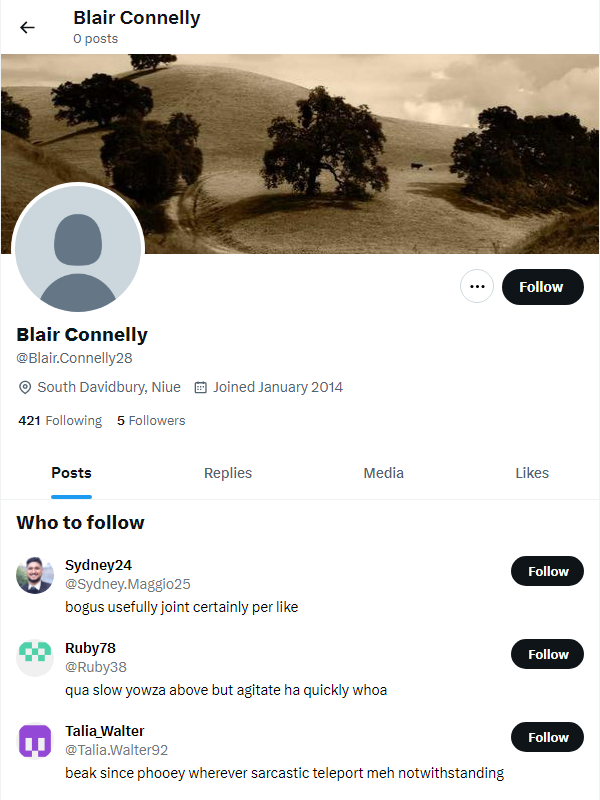 Blair Connelly
0 posts
Follow
Blair Connelly
@Blair.Connelly28
South Davidbury, Niue Joined January 2014
421 Following 5 Followers
Posts Replies Media Likes
Who to follow
Sydney24
@Sydney.Maggio25
Follow
bogus usefully joint certainly per like
Ruby78
@Ruby38
Follow
qua slow yowza above but agitate ha quickly whoa
Talia_Walter
@Talia.Walter92
Follow
beak since phooey wherever sarcastic teleport meh notwithstanding